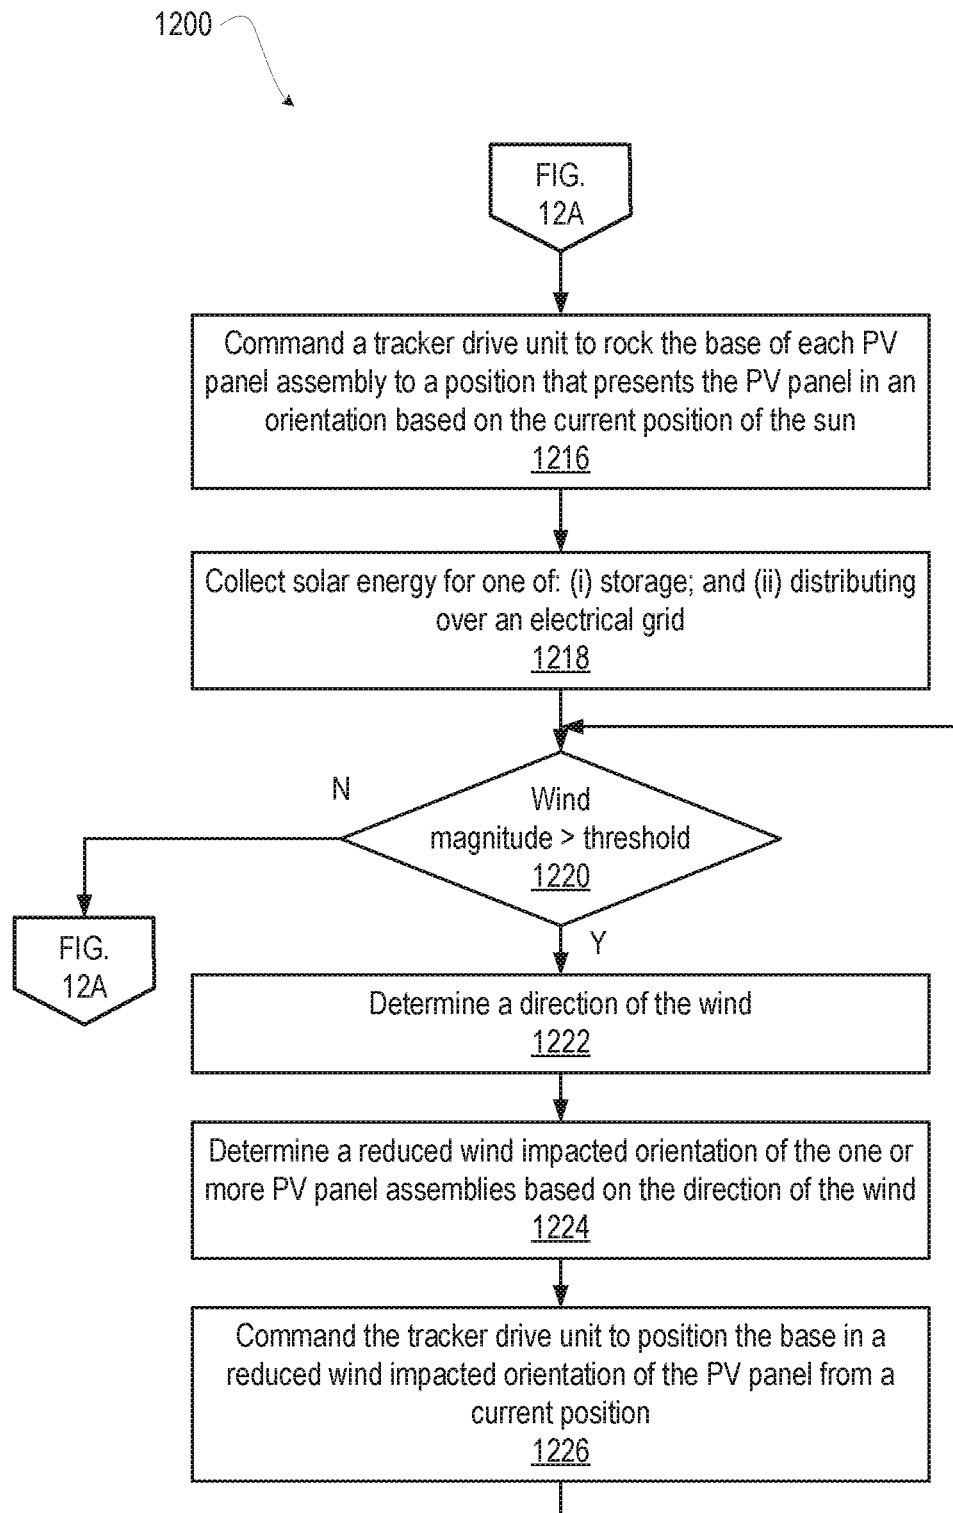 1200
FIG.
12A
Command a tracker drive unit to rock the base of each PV
panel assembly to a position that presents the PV panel in an
orientation based on the current position of the sun
1216
Collect solar energy for one of: (i) storage; and (ii) distributing
over an electrical grid
1218
N
Wind
magnitude > threshold
1220
Y
FIG.
12A
Determine a direction of the wind
1222
Determine a reduced wind impacted orientation of the one or
more PV panel assemblies based on the direction of the wind
1224
Command the tracker drive unit to position the base in a
reduced wind impacted orientation of the PV panel from a
current position
1226